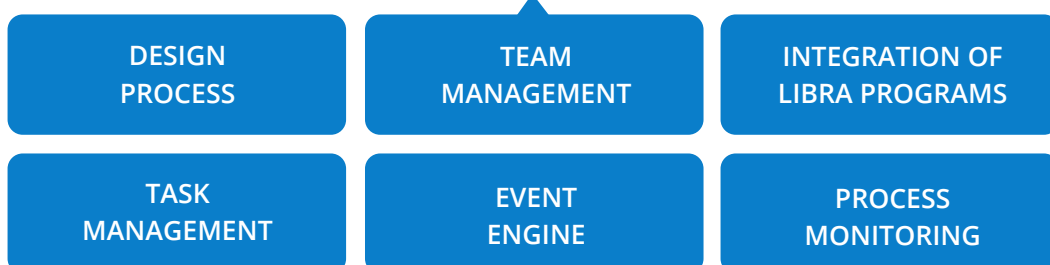 DESIGN
PROCESS
TEAM
MANAGEMENT
INTEGRATION OF
LIBRA PROGRAMS
TASK
MANAGEMENT
EVENT
ENGINE
PROCESS
MONITORING